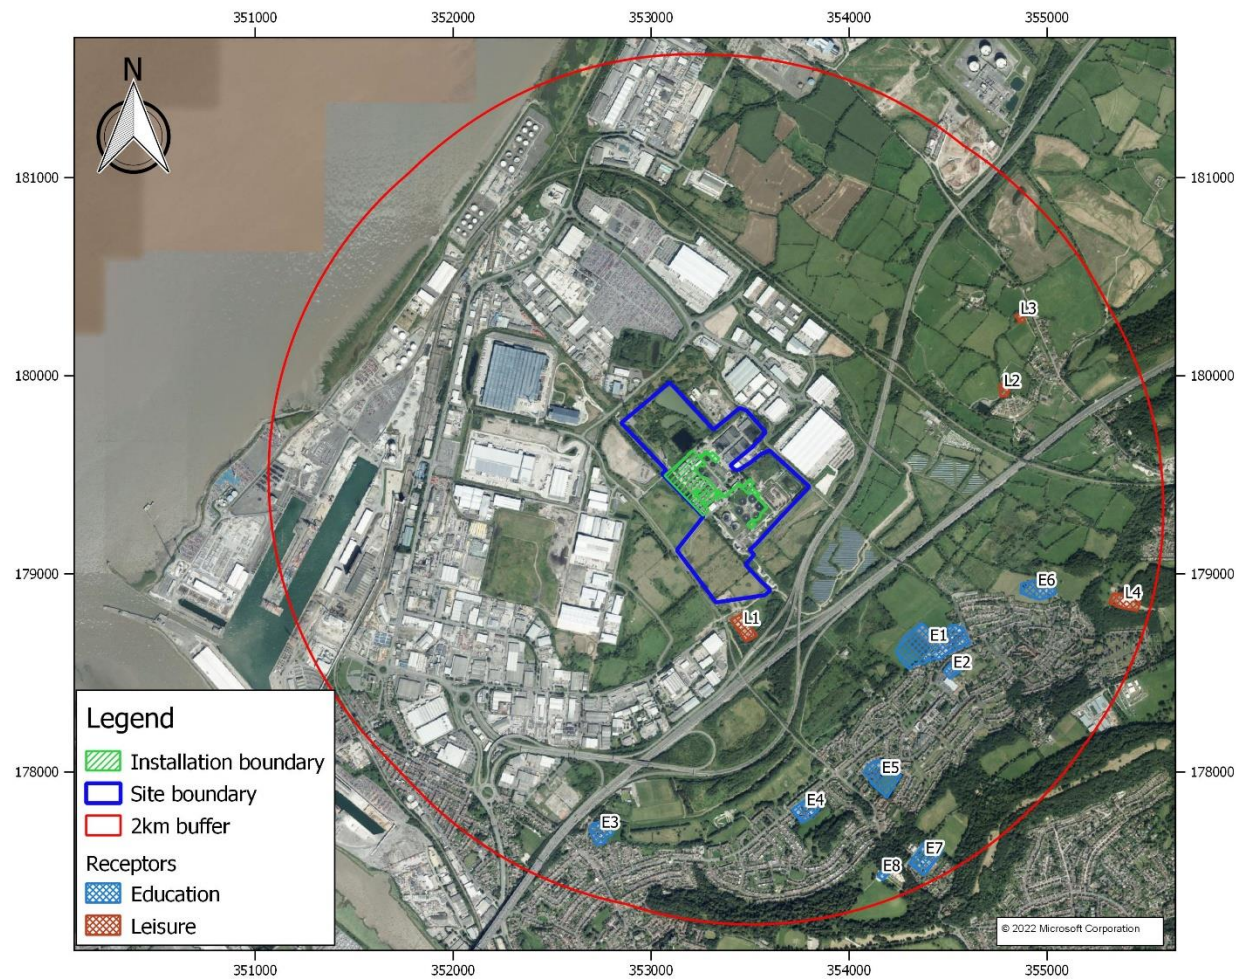 351000 352000 353000 354000 355000
N
181000 181000
L3
180000 180000
L2
179000 179000
E6
L4
L1
E1
E2
178000 178000
E5
E4
E3
E7
E8
Legend
Installation boundary
Site boundary
2km buffer
Receptors
Education
Leisure
© 2022 Microsoft Corporation
351000 352000 353000 354000 355000